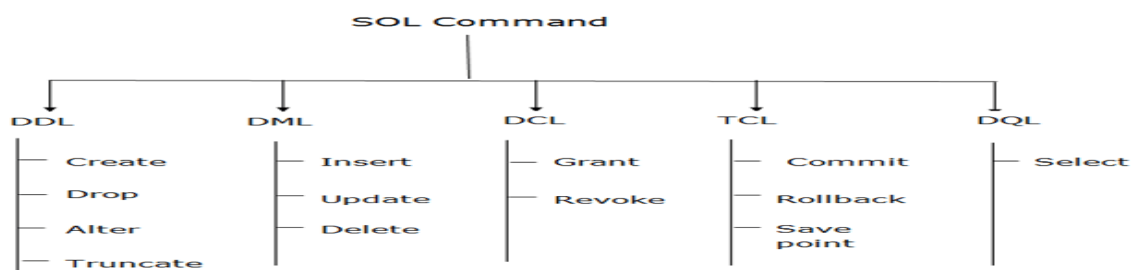 SOL Command
DDL
DML
DCL
TCL
DQL
Create
Drop
Alter
Truncate
Insert
Update
Delete
Grant
Revoke
Commit
Rollback
Save
point
Select